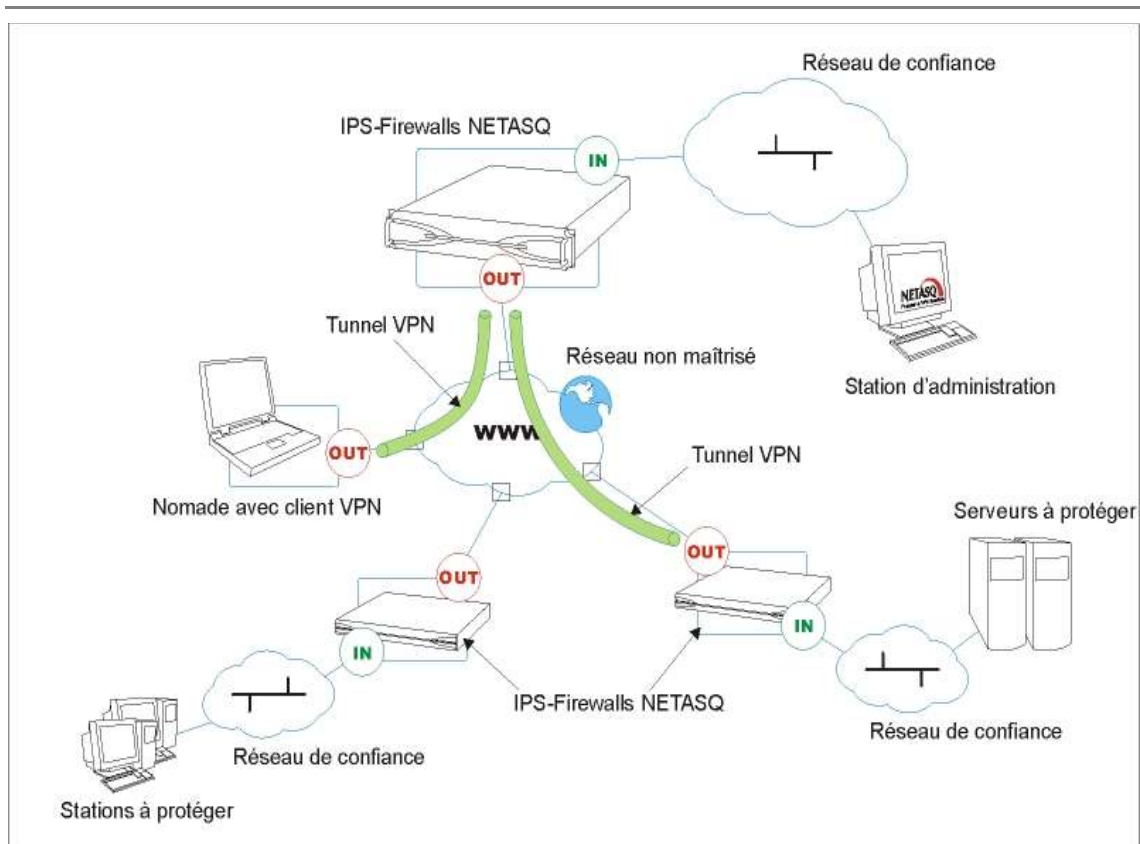 Réseau de confiance
IPS-Firewalls NETASQ
IN
OUT
NETASQ
Tunnel VPN
Réseau non maîtrisé
Station d'administration
www
OUT
Tunnel VPN
Nomade avec client VPN
Serveurs à protéger
OUT
OUT
IN
IN
IPS-Firewalls NETASQ
Réseau de confiance
Réseau de confiance
Stations à protéger